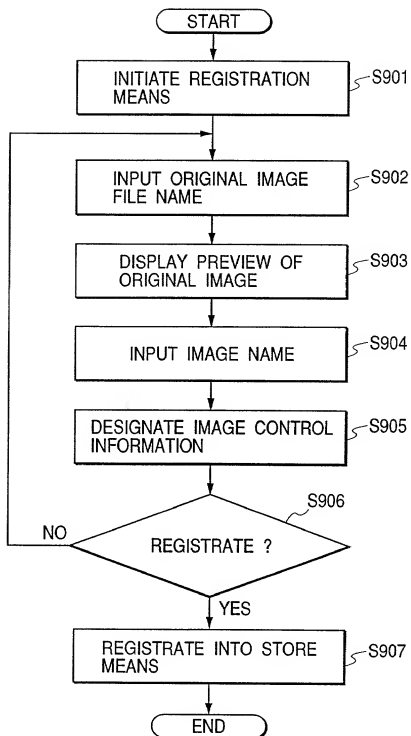 START
INITIATE REGISTRATION
MEANS
S901
INPUT ORIGINAL IMAGE
FILE NAME
S902
DISPLAY PREVIEW OF
ORIGINAL IMAGE
S903
INPUT IMAGE NAME
S904
DESIGNATE IMAGE CONTROL
INFORMATION
S905
S906
REGISTRATE ?
NO
YES
REGISTRATE INTO STORE
MEANS
S907
END